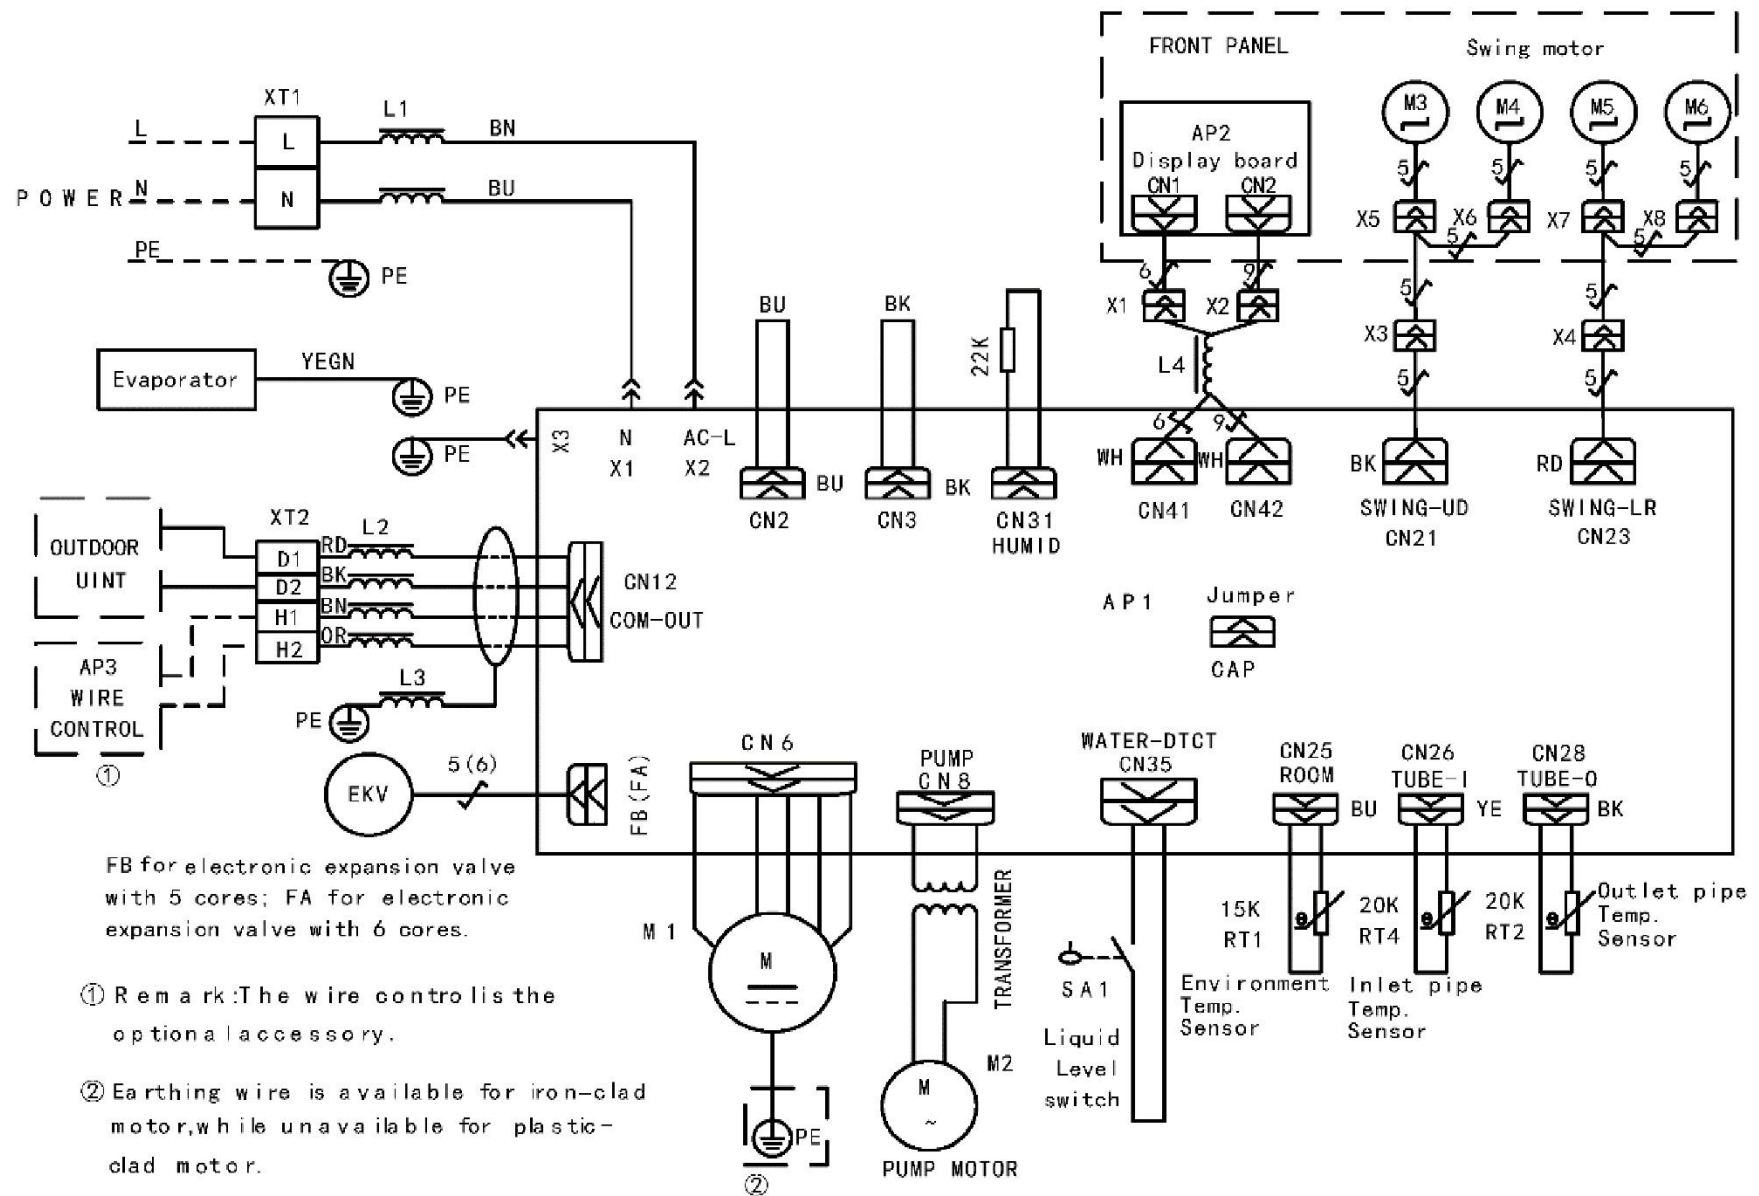 FRONT PANEL
Swing motor
M3
M4
M5
M6
AP2
Display board
CN1
CN2
5
5
5
5
X5
X6
X7
X8
5
5
XT1
L1
L
L
BN
POWER
N
N
BU
PE
PE
6
9
X1
X2
5
5
X3
X4
5
5
BU
BK
22K
L4
Evaporator
YEGN
PE
PE
X3
N
X1
AC-L
X2
BU
CN2
BK
CN3
CN31
HUMID
6
9
WH
WH
CN41
CN42
BK
RD
SWING-UD
CN21
SWING-LR
CN23
OUTDOOR
UINT
XT2
L2
D1
D2
H1
H2
RD
BK
BN
OR
CN12
COM-OUT
AP1
Jumper
CAP
AP3
WIRE
CONTROL
①
L3
PE
EKV
5(6)
FB(FA)
CN6
PUMP
CN8
WATER-DTCT
CN35
CN25
ROOM
CN26
TUBE-I
CN28
TUBE-O
BU
YE
BK
FB for electronic expansion valve
with 5 cores; FA for electronic
expansion valve with 6 cores.
M1
M
TRANSFORMER
15K
RT1
θ
20K
RT4
θ
20K
RT2
θ
Outlet pipe
Temp.
Sensor
Environment
Temp.
Sensor
Inlet pipe
Temp.
Sensor
SA1
Liquid
Level
switch
M2
M
~
PUMP MOTOR
PE
②
① Remark:The wire controlis the
optionalaccessory.
② Earthing wire is available for iron-clad
motor,while unavailable for plastic-
clad motor.